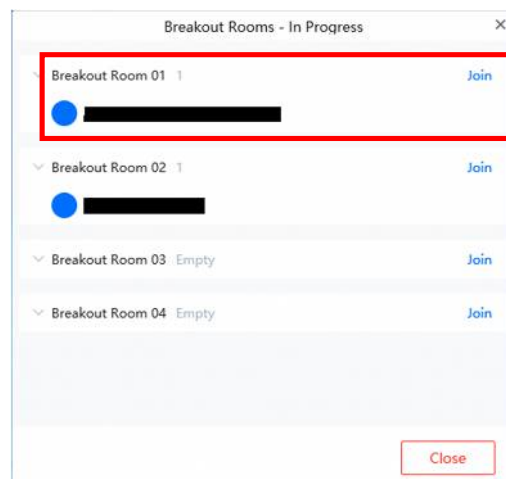 Breakout Rooms - In Progress
Breakout Room 01 1 Join
Breakout Room 02 1 Join
Breakout Room 03 Empty Join
Breakout Room 04 Empty Join
Close